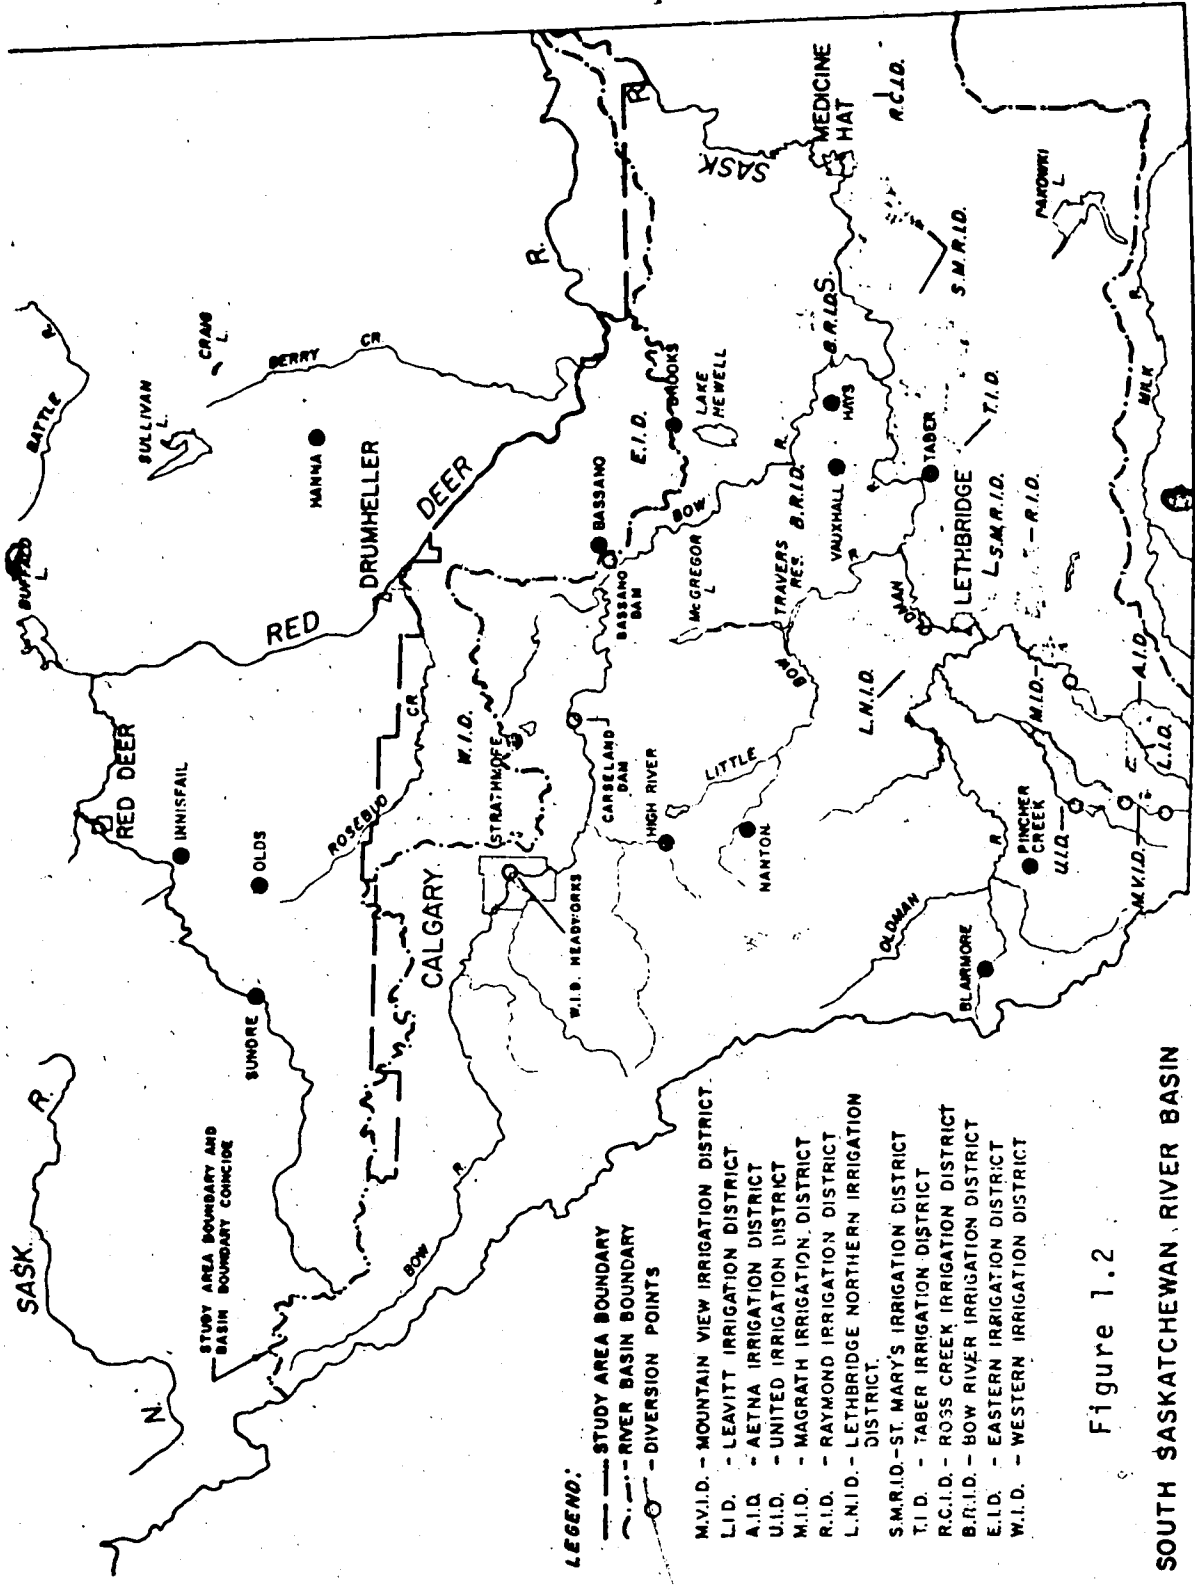 SASK. R.
N.
STUDY AREA BOUNDARY AND
BASIN BOUNDARY COINCIDE
SUNDRE
OLDS
INNISFAIL
RED DEER
BUFFALO
L.
BATTLE R.
SULLIVAN
L.
CRAIG
L.
HANNA
BERRY CR
DRUMHELLER
RED DEER R.
ROSEBUD CR
W.I.D.
STRATHMORE
CALGARY
W.I.D. HEADWORKS
BOW R.
CARSELAND
DAM
BASSANO
BASSANO
DAM
E.I.D.
BROOKS
LAKE
NEWELL
BOW R.
HIGH RIVER
NANTON
LITTLE BOW
McGREGOR
L
TRAVERS
RES.
B.R.I.D.
VAUXHALL
HAYS
B.R.I.D.
S. SASK R.
MEDICINE
HAT
R.C.I.D.
S.M.R.I.D.
PAKOWKI
L.
TABER
T.I.D.
LETHBRIDGE
S.M.R.I.D.
R.I.D.
L.N.I.D.
OLDMAN R
BLAIRMORE
PINCHER
CREEK
U.I.D.
M.I.D.
A.I.D.
L.I.D.
M.V.I.D.
MILK R.
LEGEND:
STUDY AREA BOUNDARY
- RIVER BASIN BOUNDARY
- DIVERSION POINTS
M.V.I.D. - MOUNTAIN VIEW IRRIGATION DISTRICT
L.I.D. - LEAVITT IRRIGATION DISTRICT
A.I.D. - AETNA IRRIGATION DISTRICT
U.I.D. - UNITED IRRIGATION DISTRICT
M.I.D. - MAGRATH IRRIGATION DISTRICT
R.I.D. - RAYMOND IRRIGATION DISTRICT
L.N.I.D. - LETHBRIDGE NORTHERN IRRIGATION
DISTRICT
S.M.R.I.D. - ST. MARY'S IRRIGATION DISTRICT
T.I.D. - TABER IRRIGATION DISTRICT
R.C.I.D. - ROSS CREEK IRRIGATION DISTRICT
B.R.I.D. - BOW RIVER IRRIGATION DISTRICT
E.I.D. - EASTERN IRRIGATION DISTRICT
W.I.D. - WESTERN IRRIGATION DISTRICT
Figure 1.2
SOUTH SASKATCHEWAN RIVER BASIN